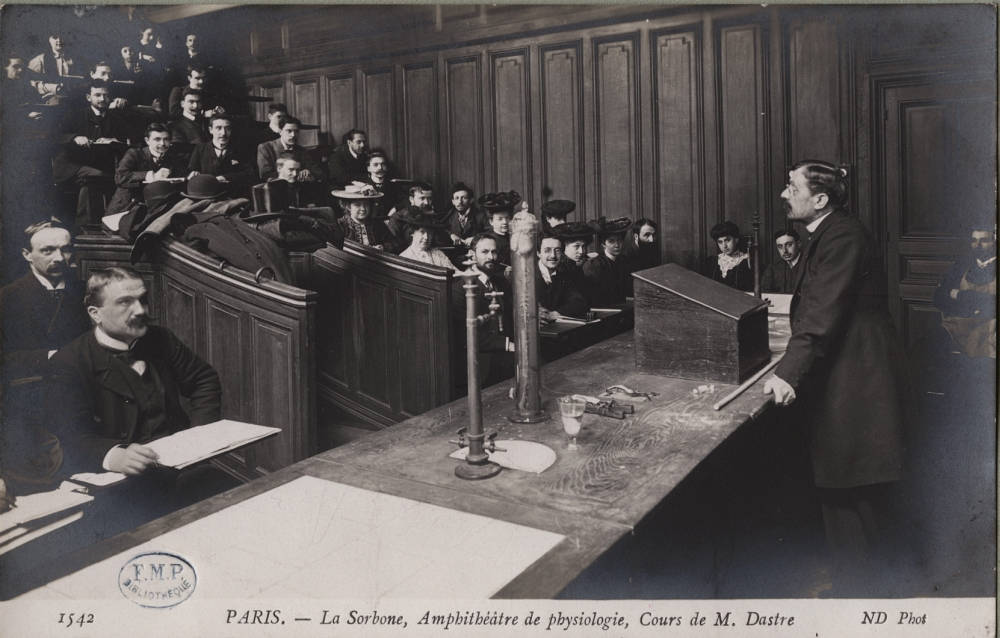 F.M.P.
BIBLIOTHÈQUE
1542 PARIS. — La Sorbone, Amphithéâtre de physiologie, Cours de M. Dastre ND Phot